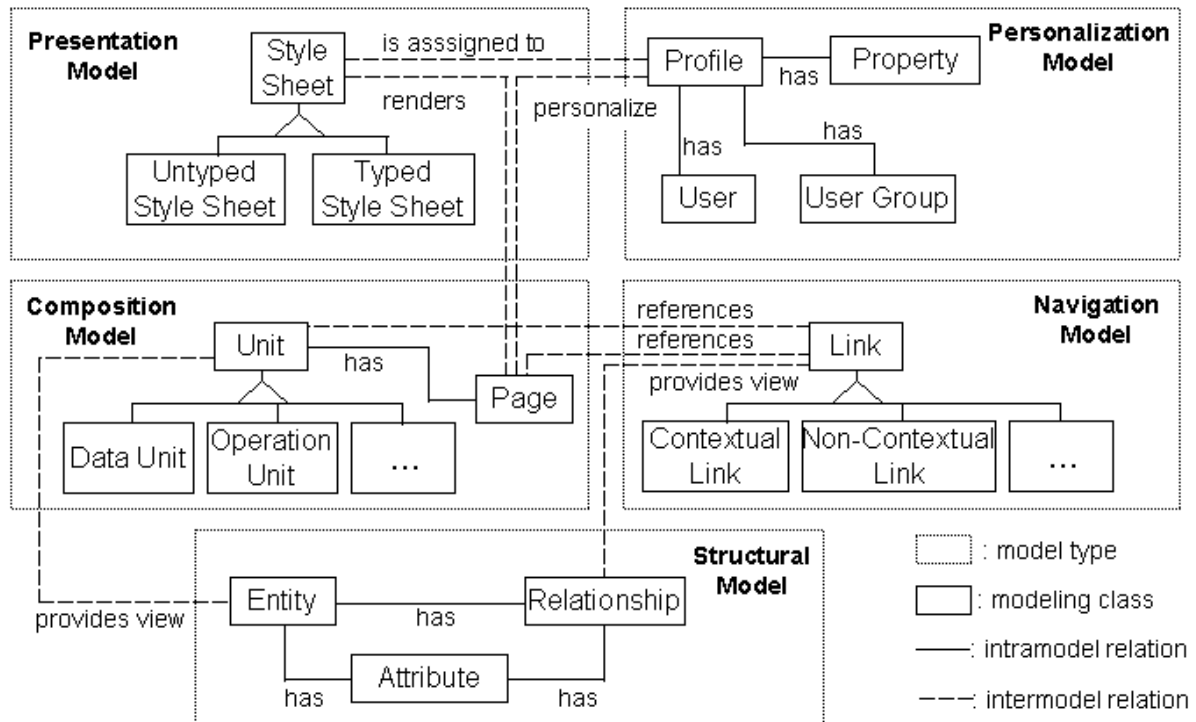 Presentation
Model
Style
Sheet
is asssigned to
renders
Untyped
Style Sheet
Typed
Style Sheet
personalize
Profile
has
Property
Personalization
Model
has
has
User
User Group
Composition
Model
Unit
has
Page
Data Unit
Operation
Unit
...
references
references
provides view
Link
Navigation
Model
Contextual
Link
Non-Contextual
Link
...
provides view
Structural
Model
Entity
has
Relationship
has
Attribute
has
: model type
: modeling class
: intramodel relation
: intermodel relation